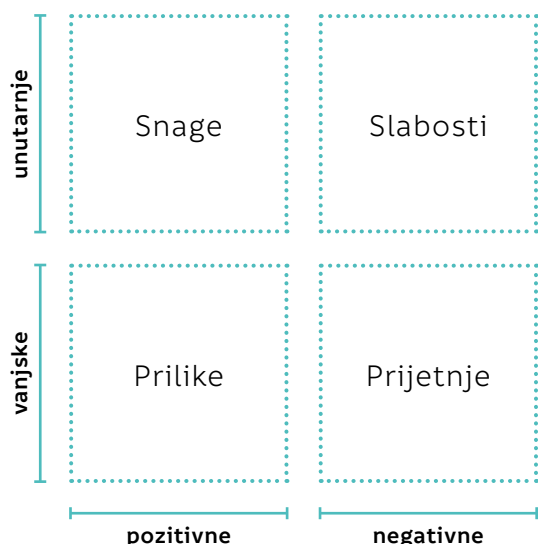 unutarnje
Snage
Slabosti
vanjske
Prilike
Prijetnje
pozitivne
negativne